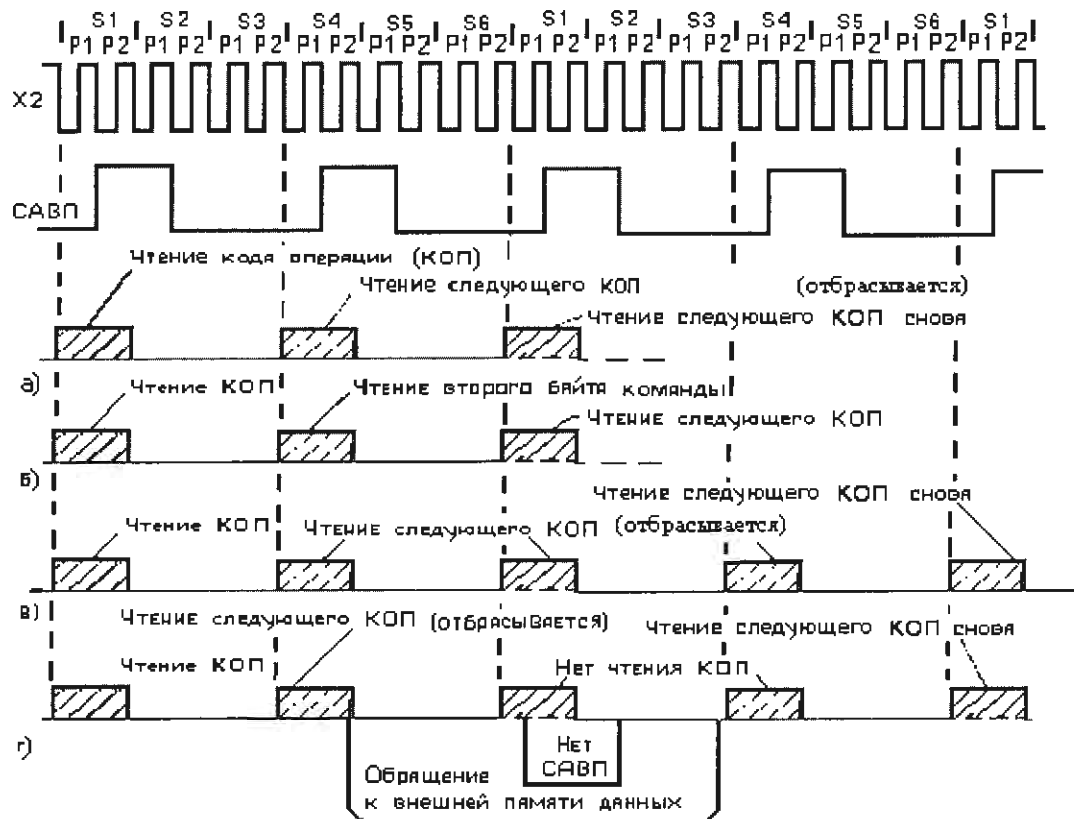 S1 S2 S3 S4 S5 S6 S1 S2 S3 S4 S5 S6 S1
P1 P2 P1 P2 P1 P2 P1 P2 P1 P2 P1 P2 P1 P2 P1 P2 P1 P2 P1 P2 P1 P2 P1 P2 P1 P2
X2
САВП
Чтение кода операции (КОП)
Чтение следующего КОП
(отбрасывается)
Чтение следующего КОП снова
а)
Чтение КОП
Чтение второго байта команды
Чтение следующего КОП
б)
Чтение следующего КОП снова
Чтение КОП
Чтение следующего КОП (отбрасывается)
в)
Чтение следующего КОП (отбрасывается)
Чтение следующего КОП снова
Чтение КОП
Нет чтения КОП
г)
Нет
САВП
Обращение
к внешней памяти данных